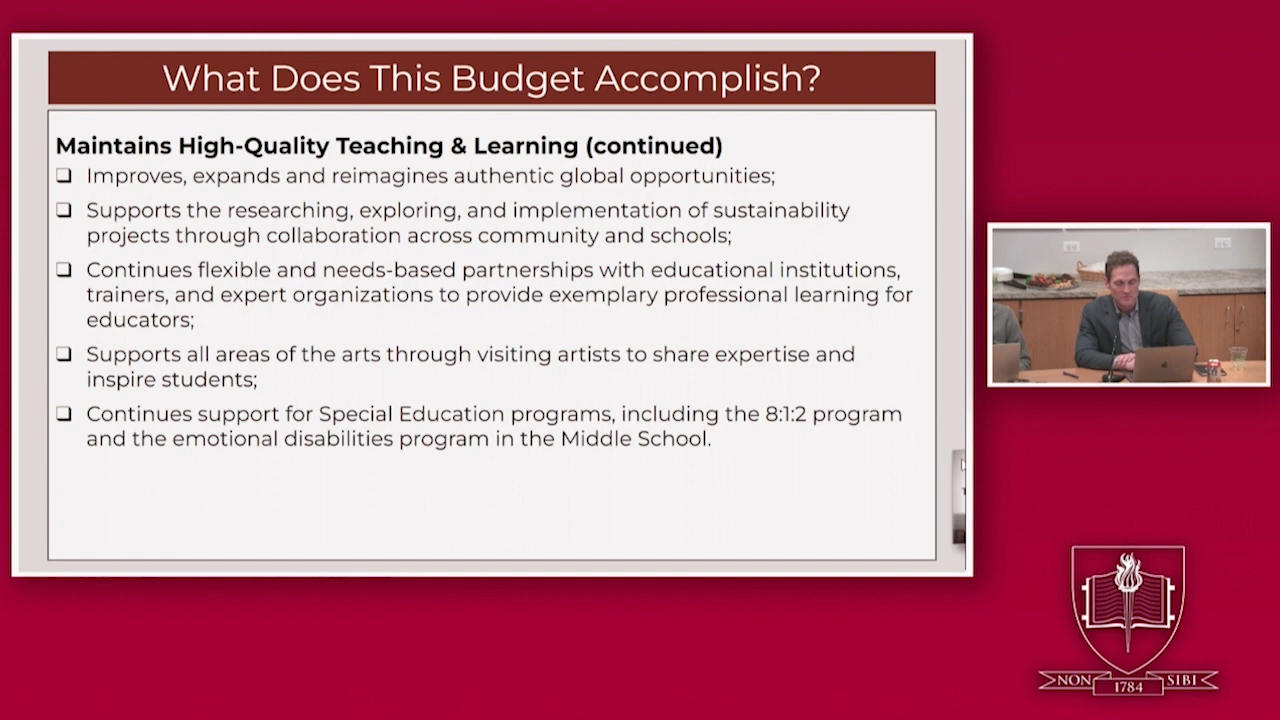 What Does This Budget Accomplish?
Maintains High-Quality Teaching & Learning (continued)
❑ Improves, expands and reimagines authentic global opportunities;
❑ Supports the researching, exploring, and implementation of sustainability
projects through collaboration across community and schools;
❑ Continues flexible and needs-based partnerships with educational institutions,
trainers, and expert organizations to provide exemplary professional learning for
educators;
❑ Supports all areas of the arts through visiting artists to share expertise and
inspire students;
❑ Continues support for Special Education programs, including the 8:1:2 program
and the emotional disabilities program in the Middle School.
NON SIBI
1784